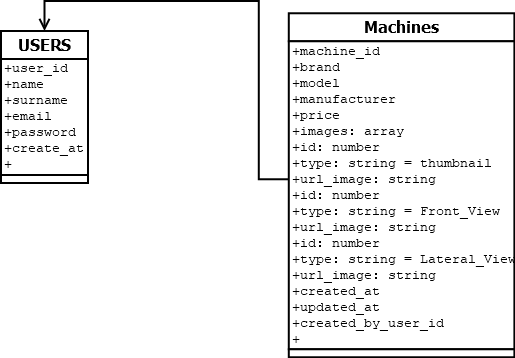 USERS
+user_id
+name
+surname
+email
+password
+create_at
+
Machines
+machine_id
+brand
+model
+manufacturer
+price
+images: array
+id: number
+type: string = thumbnail
+url_image: string
+id: number
+type: string = Front_View
+url_image: string
+id: number
+type: string = Lateral_View
+url_image: string
+created_at
+updated_at
+created_by_user_id
+